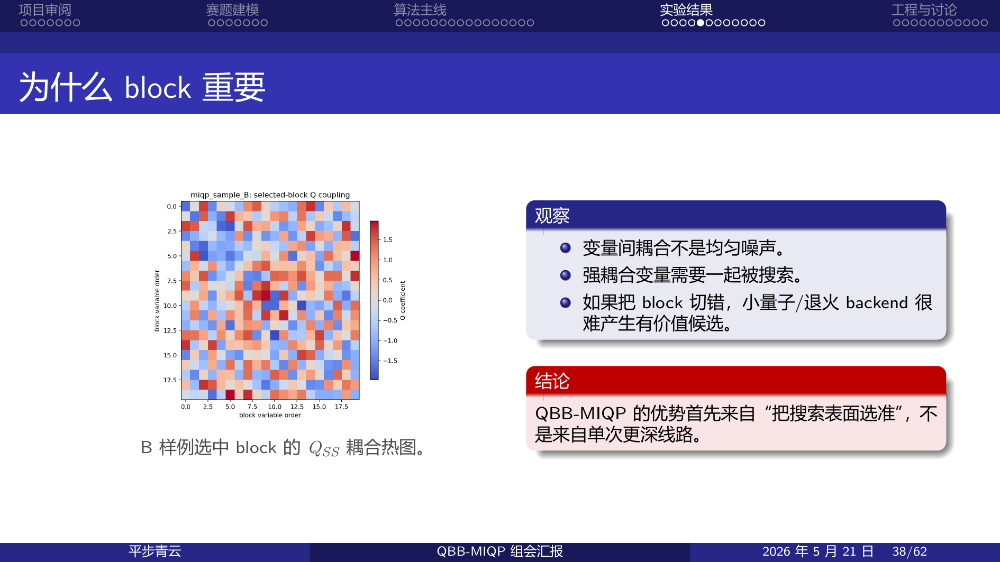 项目审阅 赛题建模 算法主线 实验结果 工程与讨论
为什么 block 重要
miqp_sample_B: selected-block Q coupling
block variable order
0.0
2.5
5.0
7.5
10.0
12.5
15.0
17.5
0.0 2.5 5.0 7.5 10.0 12.5 15.0 17.5
block variable order
1.5
1.0
0.5
0.0
−0.5
−1.0
−1.5
Q coefficient
B 样例选中 block 的 Q_{SS} 耦合热图。
观察
变量间耦合不是均匀噪声。
强耦合变量需要一起被搜索。
如果把 block 切错，小量子/退火 backend 很
难产生有价值候选。
结论
QBB-MIQP 的优势首先来自“把搜索表面选准”，不
是来自单次更深线路。
平步青云 QBB-MIQP 组会汇报 2026 年 5 月 21 日 38/62